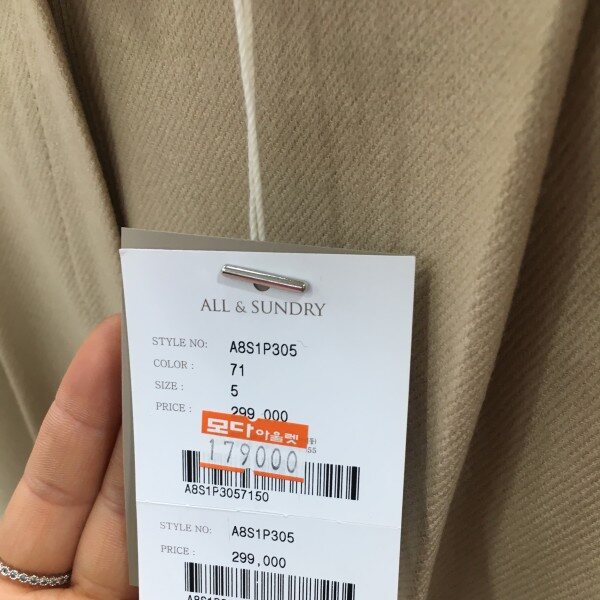 ALL & SUNDRY
STYLE NO: A8S1P305
COLOR : 71
SIZE : 5
PRICE : 299,000
모다아울렛
179000
A8S1P3057150
STYLE NO: A8S1P305
PRICE : 299,000